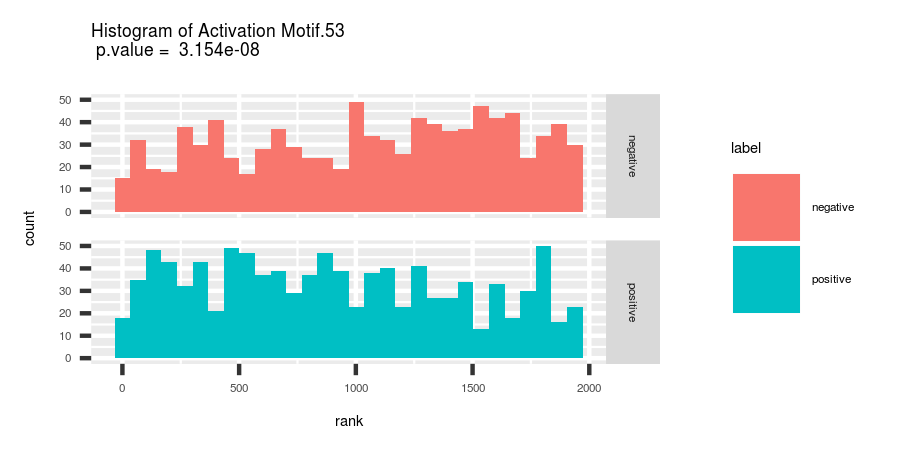 Histogram of Activation Motif.53
p.value = 3.154e-08
count
50
40
30
20
10
0
negative
50
40
30
20
10
0
positive
0 500 1000 1500 2000
rank
label
negative
positive